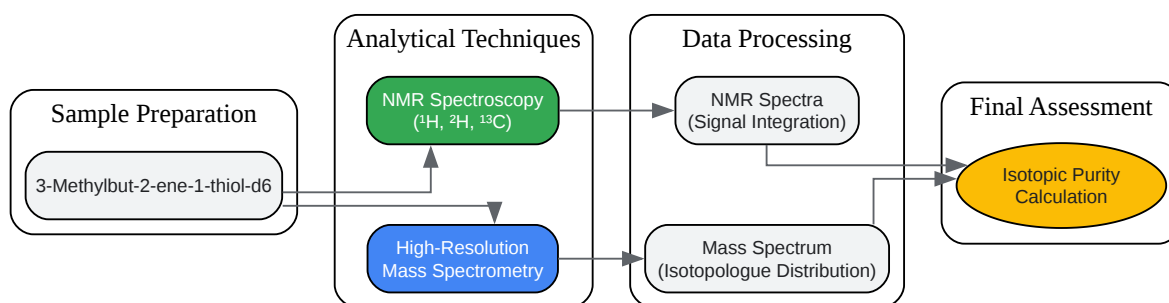 Sample Preparation
3-Methylbut-2-ene-1-thiol-d6
Analytical Techniques
NMR Spectroscopy
(¹H, ²H, ¹³C)
High-Resolution
Mass Spectrometry
Data Processing
NMR Spectra
(Signal Integration)
Mass Spectrum
(Isotopologue Distribution)
Final Assessment
Isotopic Purity
Calculation